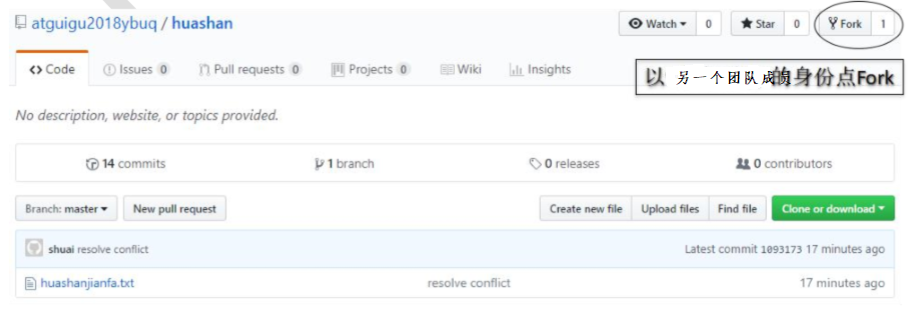 atguigu2018ybuq / huashan
Watch 0 Star 0 Fork 1
Code Issues 0 Pull requests 0 Projects 0 Wiki Insights
以 另一个团队成员的身份点Fork
No description, website, or topics provided.
14 commits 1 branch 0 releases 0 contributors
Branch: master New pull request Create new file Upload files Find file Clone or download
shuai resolve conflict Latest commit 1093173 17 minutes ago
huashanjianfa.txt resolve conflict 17 minutes ago